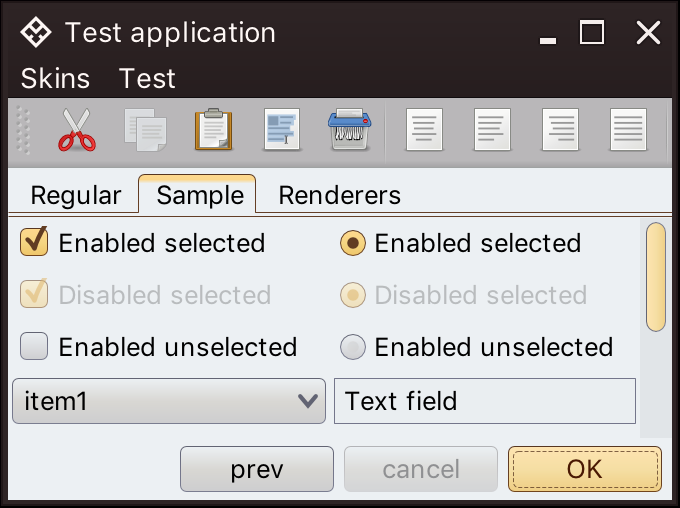 Test application
Skins Test
Regular Sample Renderers
Enabled selected Enabled selected
Disabled selected Disabled selected
Enabled unselected Enabled unselected
item1 Text field
prev cancel OK